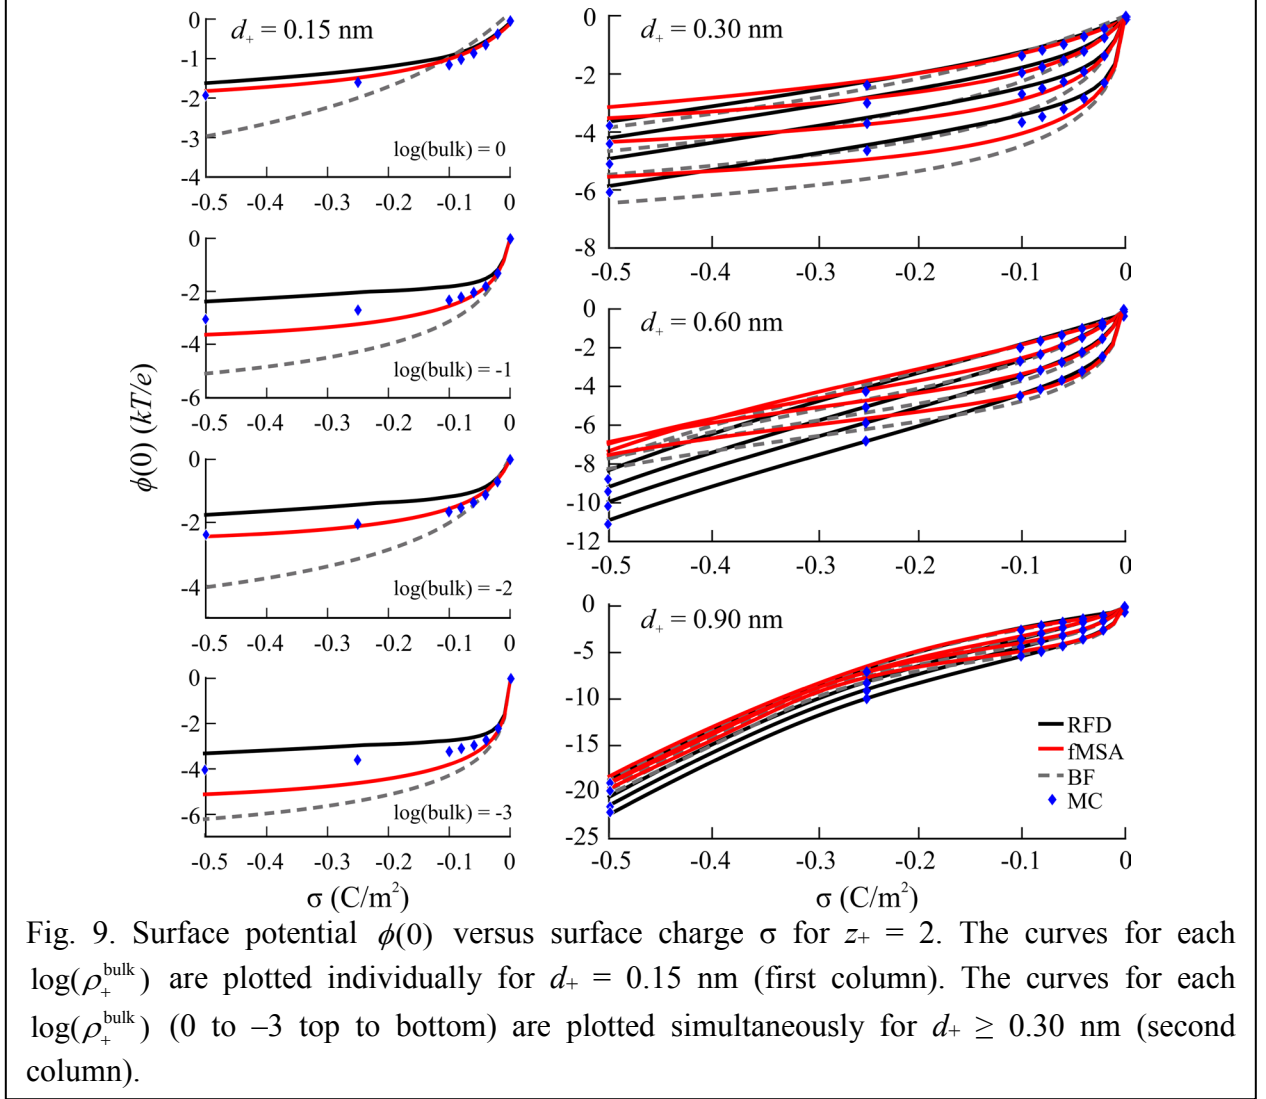 d₊ = 0.15 nm
0
-1
-2
-3
-4
log(bulk) = 0
-0.5 -0.4 -0.3 -0.2 -0.1 0
0
-2
-4
-6
log(bulk) = -1
-0.5 -0.4 -0.3 -0.2 -0.1 0
ϕ(0) (kT/e)
0
-2
-4
log(bulk) = -2
-0.5 -0.4 -0.3 -0.2 -0.1 0
0
-2
-4
-6
log(bulk) = -3
-0.5 -0.4 -0.3 -0.2 -0.1 0
σ (C/m²)
d₊ = 0.30 nm
0
-2
-4
-6
-8
-0.5 -0.4 -0.3 -0.2 -0.1 0
d₊ = 0.60 nm
0
-2
-4
-6
-8
-10
-12
-0.5 -0.4 -0.3 -0.2 -0.1 0
d₊ = 0.90 nm
0
-5
-10
-15
-20
-25
RFD
fMSA
BF
MC
-0.5 -0.4 -0.3 -0.2 -0.1 0
σ (C/m²)
Fig. 9. Surface potential ϕ(0) versus surface charge σ for z₊ = 2. The curves for each
log(ρ₊^bulk) are plotted individually for d₊ = 0.15 nm (first column). The curves for each
log(ρ₊^bulk) (0 to –3 top to bottom) are plotted simultaneously for d₊ ≥ 0.30 nm (second
column).